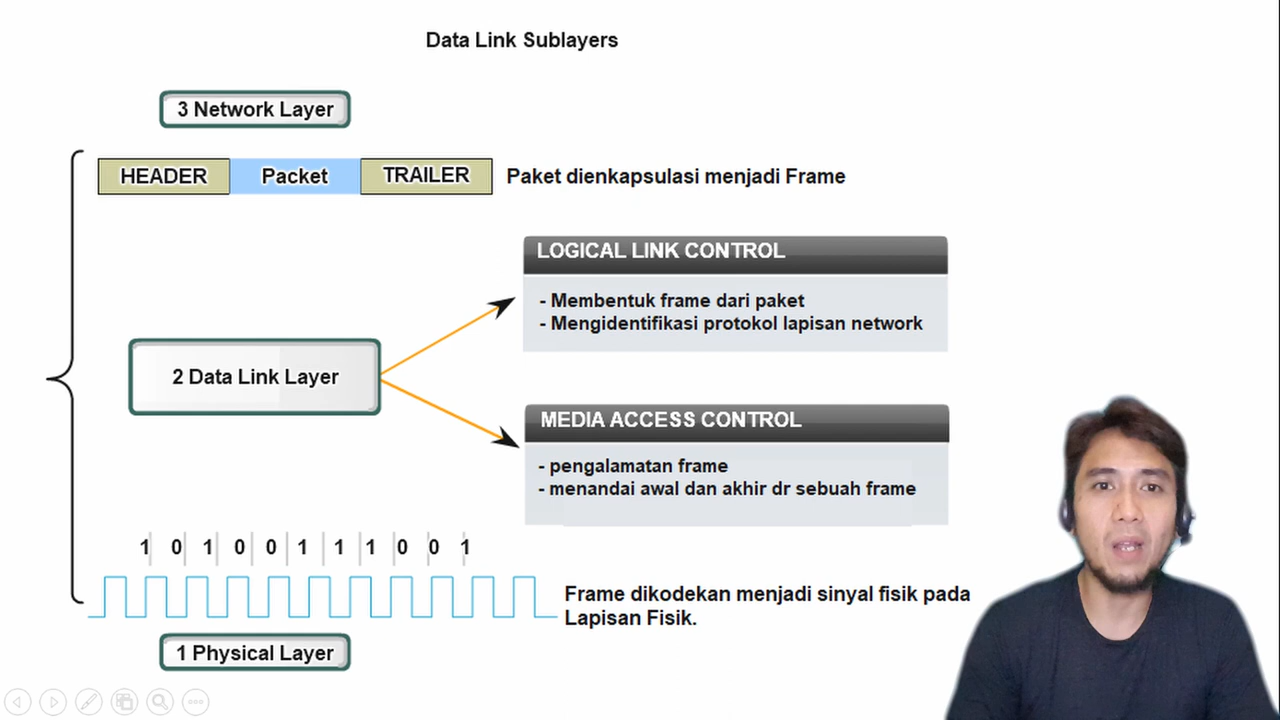 Data Link Sublayers
3 Network Layer
HEADER Packet TRAILER Paket dienkapsulasi menjadi Frame
LOGICAL LINK CONTROL
- Membentuk frame dari paket
- Mengidentifikasi protokol lapisan network
2 Data Link Layer
MEDIA ACCESS CONTROL
- pengalamatan frame
- menandai awal dan akhir dr sebuah frame
1 0 1 0 0 1 1 1 0 0 1
Frame dikodekan menjadi sinyal fisik pada
Lapisan Fisik.
1 Physical Layer